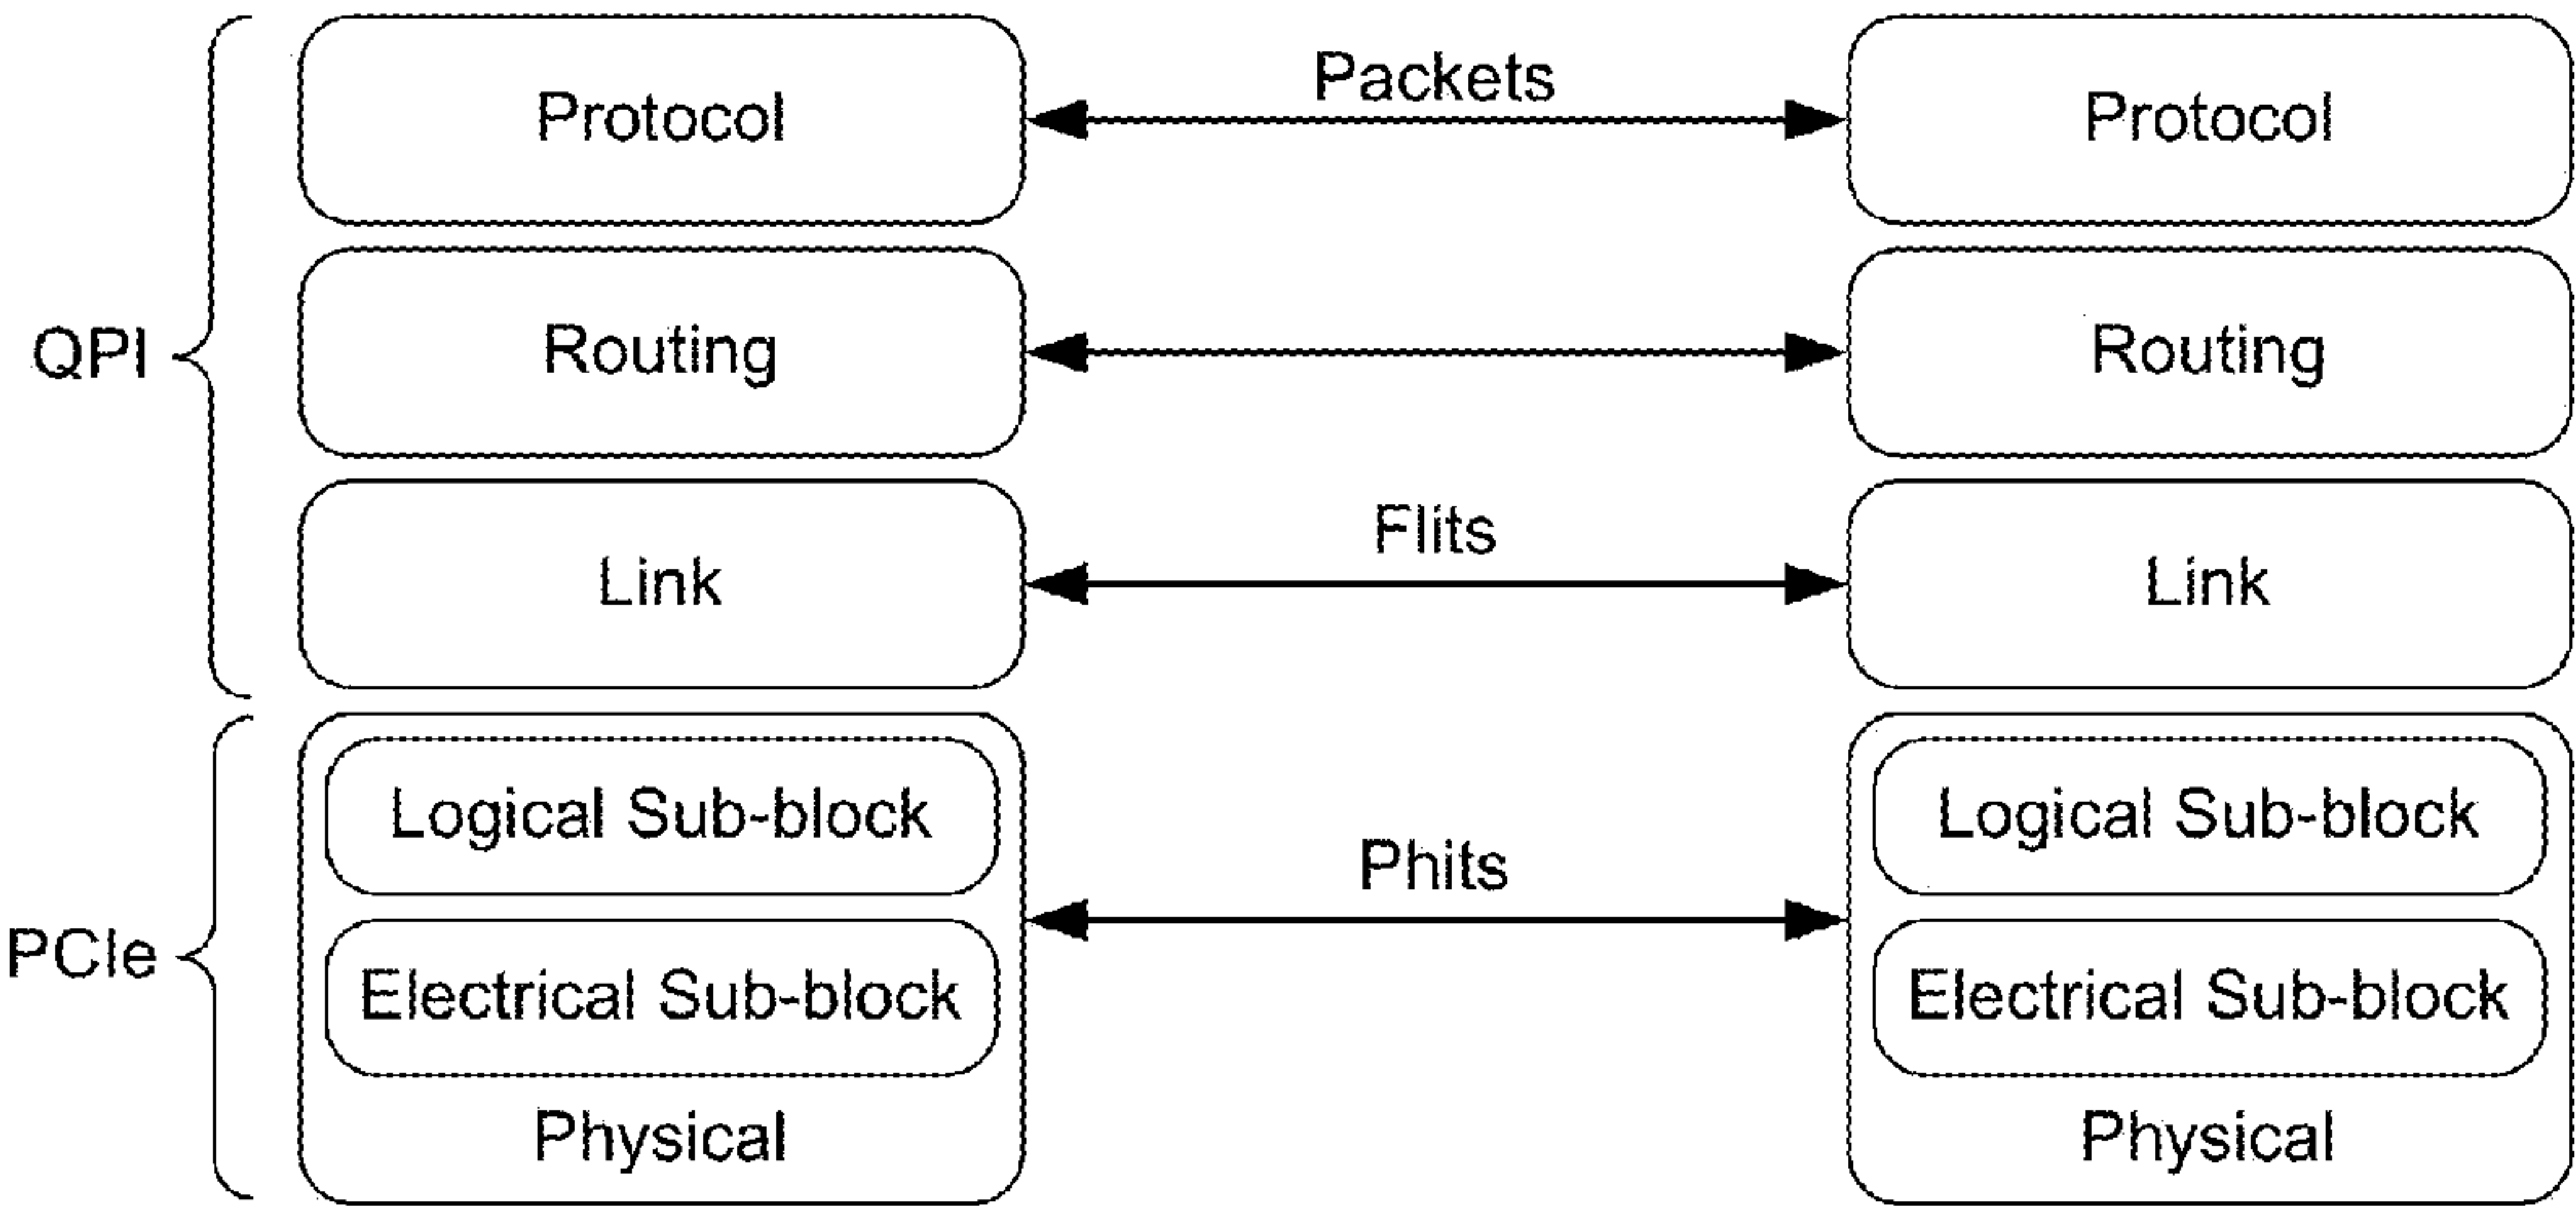 Protocol
Packets
Protocol
QPI
Routing
Routing
Link
Flits
Link
PCIe
Logical Sub-block
Electrical Sub-block
Physical
Phits
Logical Sub-block
Electrical Sub-block
Physical